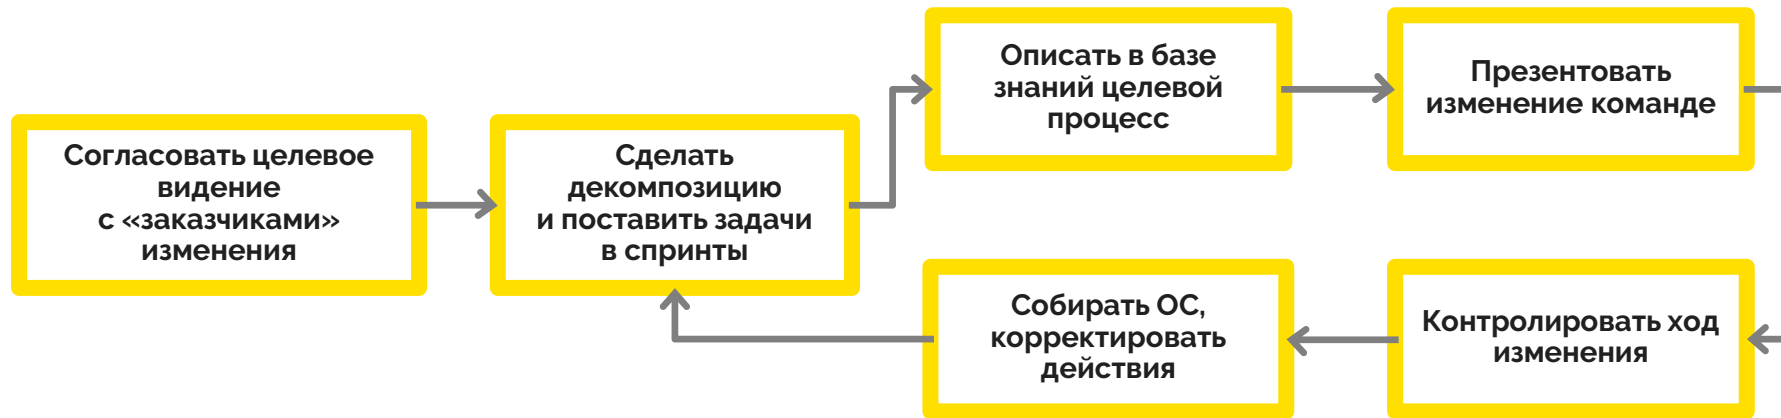 Согласовать целевое
видение
с «заказчиками»
изменения
Сделать
декомпозицию
и поставить задачи
в спринты
Описать в базе
знаний целевой
процесс
Презентовать
изменение команде
Контролировать ход
изменения
Собирать ОС,
корректировать
действия